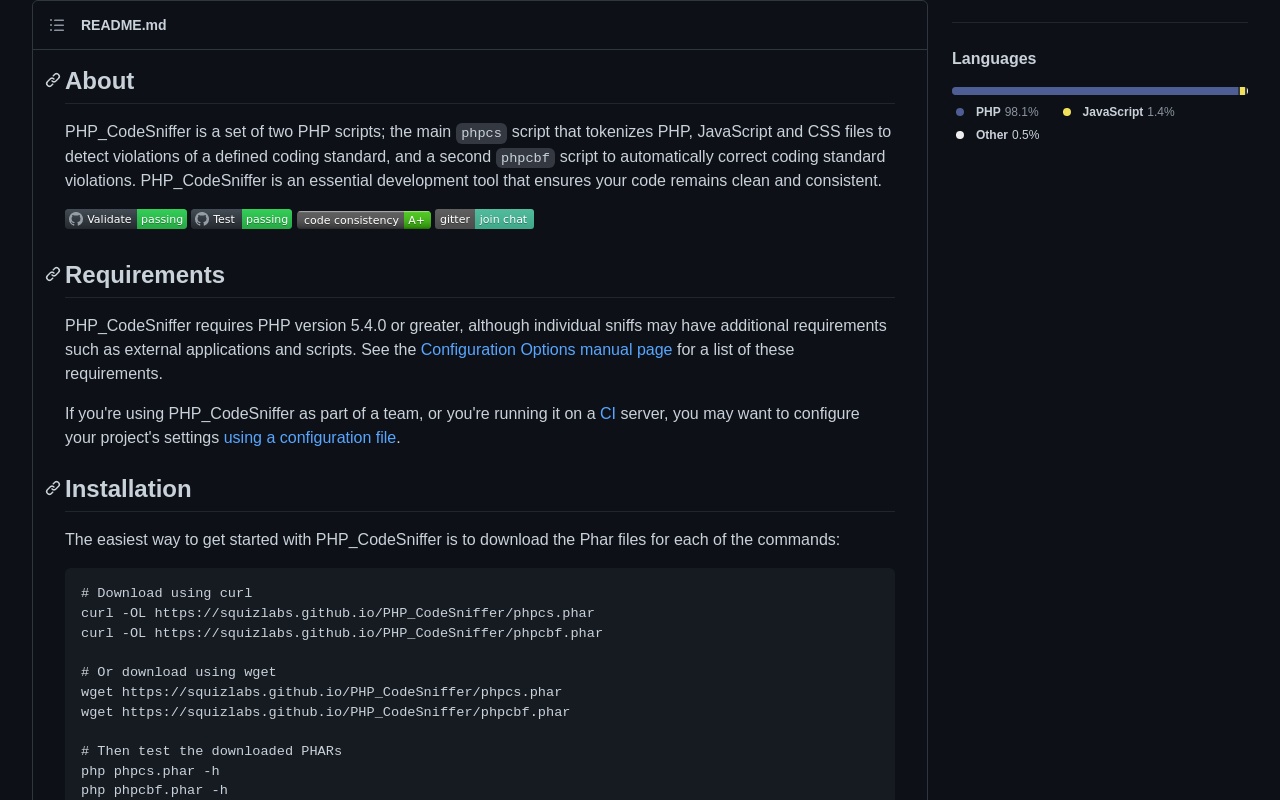 README.md
About
PHP_CodeSniffer is a set of two PHP scripts; the main phpcs script that tokenizes PHP, JavaScript and CSS files to
detect violations of a defined coding standard, and a second phpcbf script to automatically correct coding standard
violations. PHP_CodeSniffer is an essential development tool that ensures your code remains clean and consistent.
Validate passing Test passing code consistency A+ gitter join chat
Requirements
PHP_CodeSniffer requires PHP version 5.4.0 or greater, although individual sniffs may have additional requirements
such as external applications and scripts. See the Configuration Options manual page for a list of these
requirements.
If you're using PHP_CodeSniffer as part of a team, or you're running it on a CI server, you may want to configure
your project's settings using a configuration file.
Installation
The easiest way to get started with PHP_CodeSniffer is to download the Phar files for each of the commands:
# Download using curl
curl -OL https://squizlabs.github.io/PHP_CodeSniffer/phpcs.phar
curl -OL https://squizlabs.github.io/PHP_CodeSniffer/phpcbf.phar
# Or download using wget
wget https://squizlabs.github.io/PHP_CodeSniffer/phpcs.phar
wget https://squizlabs.github.io/PHP_CodeSniffer/phpcbf.phar
# Then test the downloaded PHARs
php phpcs.phar -h
php phpcbf.phar -h
Languages
PHP 98.1% JavaScript 1.4%
Other 0.5%